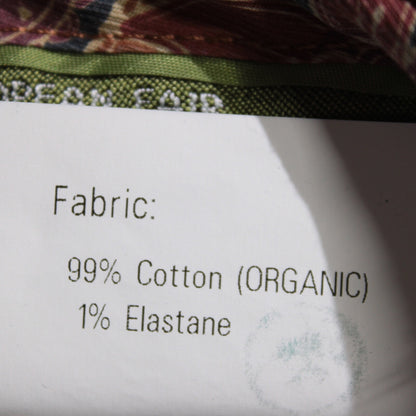 Fabric:
99% Cotton (ORGANIC)
1% Elastane